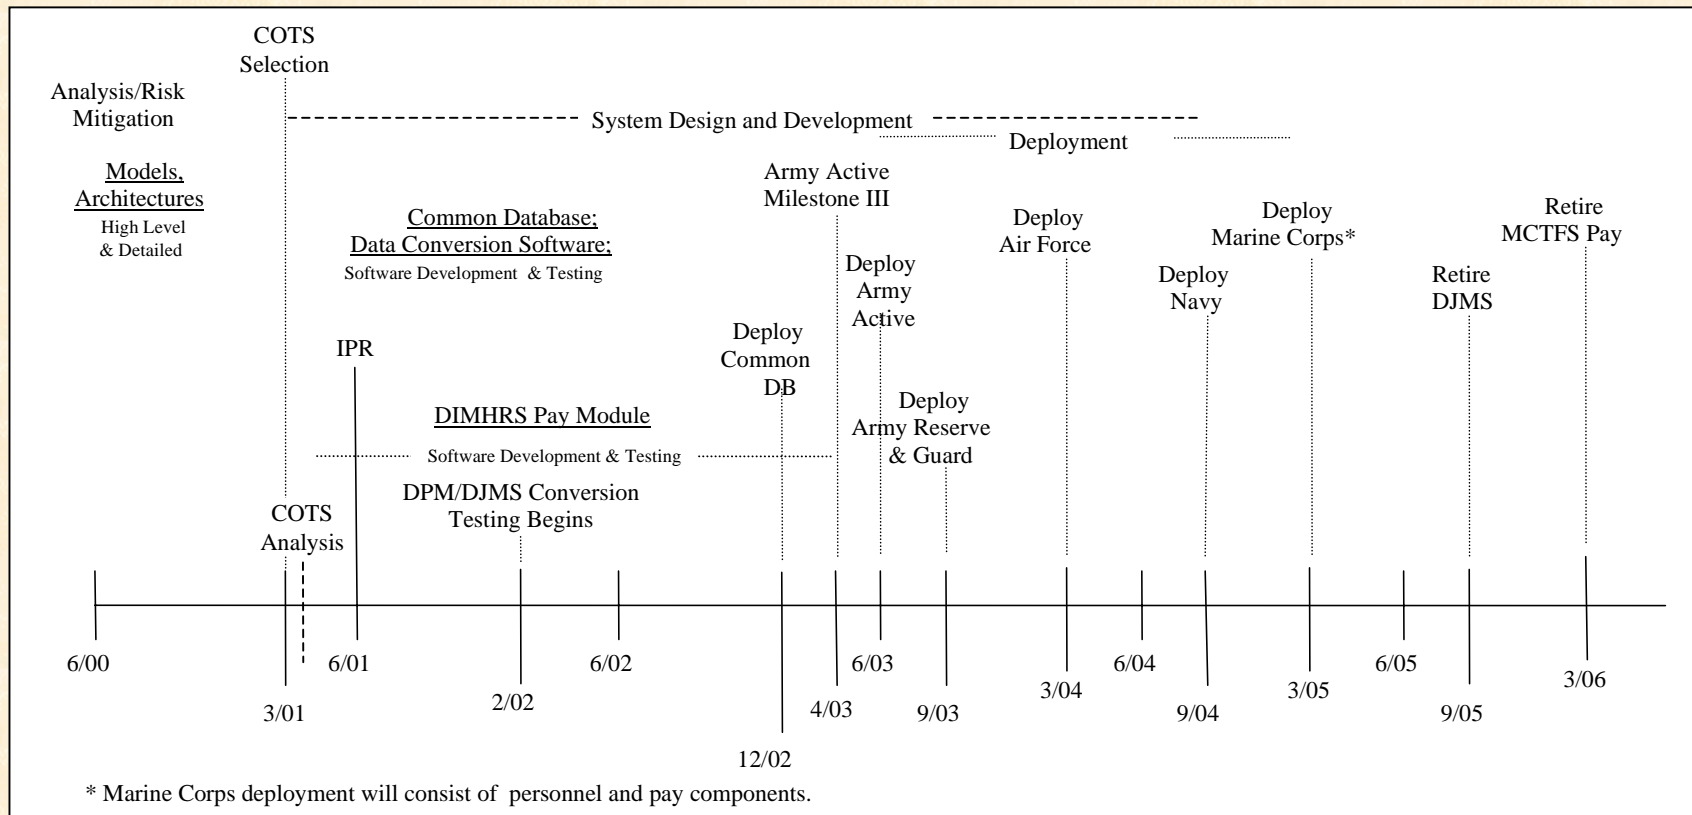 COTS
Selection
Analysis/Risk
Mitigation
System Design and Development
Deployment
Models,
Architectures
High Level
& Detailed
Common Database;
Data Conversion Software;
Software Development & Testing
Army Active
Milestone III
Deploy
Army
Active
Deploy
Air Force
Deploy
Marine Corps*
Retire
MCTFS Pay
Deploy
Navy
Retire
DJMS
IPR
Deploy
Common
DB
DIMHRS Pay Module
Software Development & Testing
Deploy
Army Reserve
& Guard
DPM/DJMS Conversion
Testing Begins
COTS
Analysis
6/00
3/01
6/01
2/02
6/02
12/02
4/03
6/03
9/03
3/04
6/04
9/04
3/05
6/05
9/05
3/06
* Marine Corps deployment will consist of personnel and pay components.